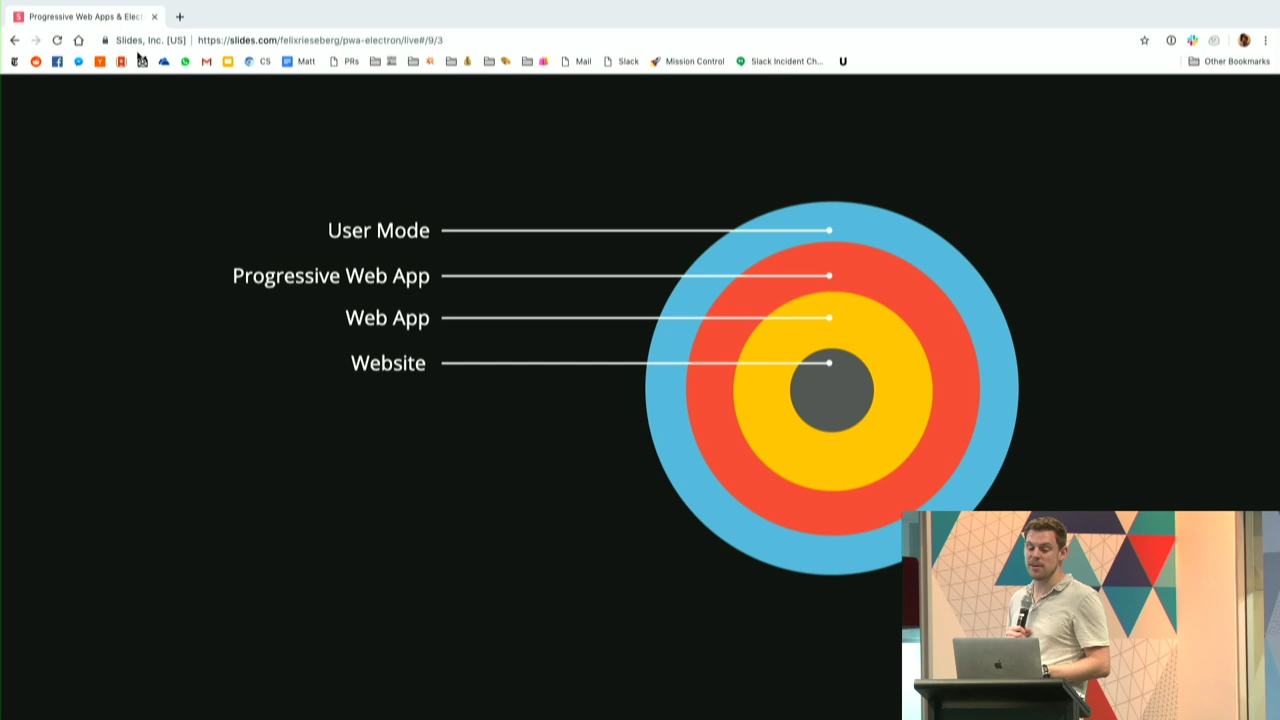 Progressive Web Apps & Elect
Slides, Inc. [US]
https://slides.com/felixrieseberg/pwa-electron/live#/9/3
CS
Matt
PRs
Mail
Slack
Mission Control
Slack Incident Ch...
U
Other Bookmarks
User Mode
Progressive Web App
Web App
Website